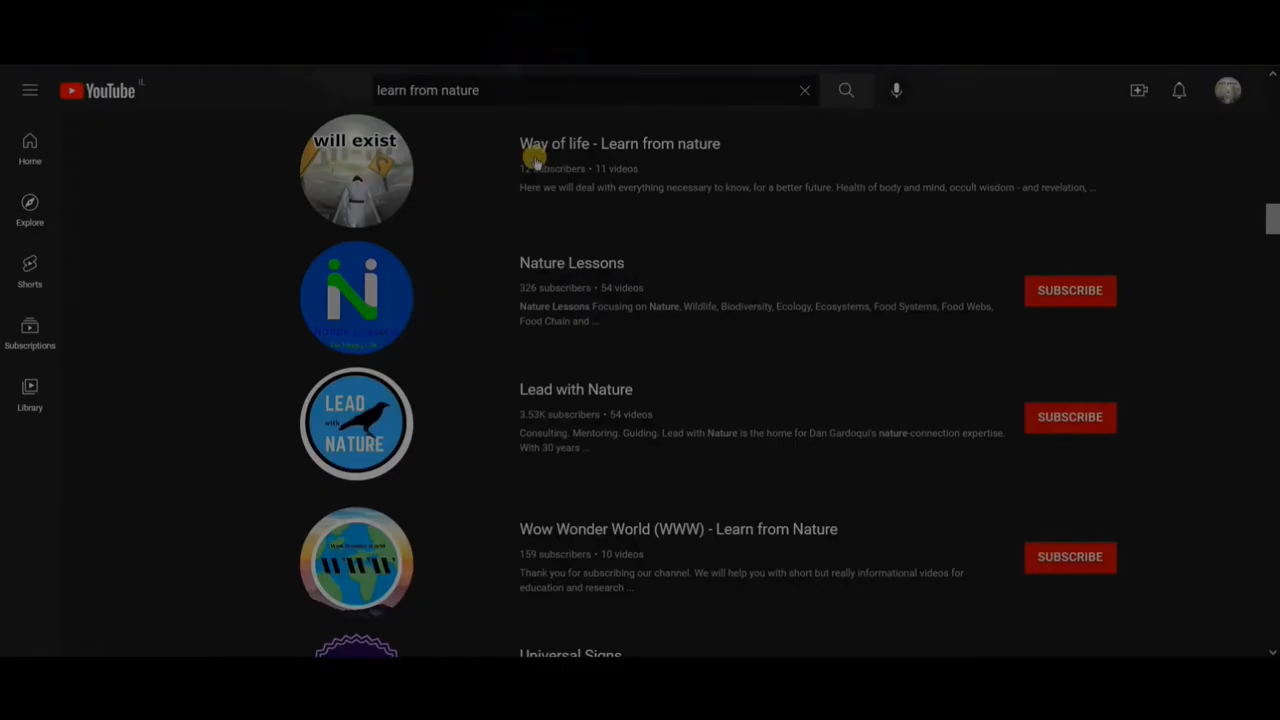 YouTube IL
learn from nature
Home
Explore
Shorts
Subscriptions
Library
will exist
Way of life - Learn from nature
subscribers • 11 videos
Here we will deal with everything necessary to know, for a better future. Health of body and mind, occult wisdom - and revelation, ...
Nature Lessons
Nature Lessons
326 subscribers • 54 videos
Nature Lessons Focusing on Nature, Wildlife, Biodiversity, Ecology, Ecosystems, Food Systems, Food Webs,
Food Chain and ...
SUBSCRIBE
LEAD
with
NATURE
Lead with Nature
3.53K subscribers • 54 videos
Consulting. Mentoring. Guiding. Lead with Nature is the home for Dan Gardoqui's nature-connection expertise.
With 30 years ...
SUBSCRIBE
Wow Wonder World (WWW) - Learn from Nature
159 subscribers • 10 videos
Thank you for subscribing our channel. We will help you with short but really informational videos for
education and research ...
SUBSCRIBE
Universal Signs